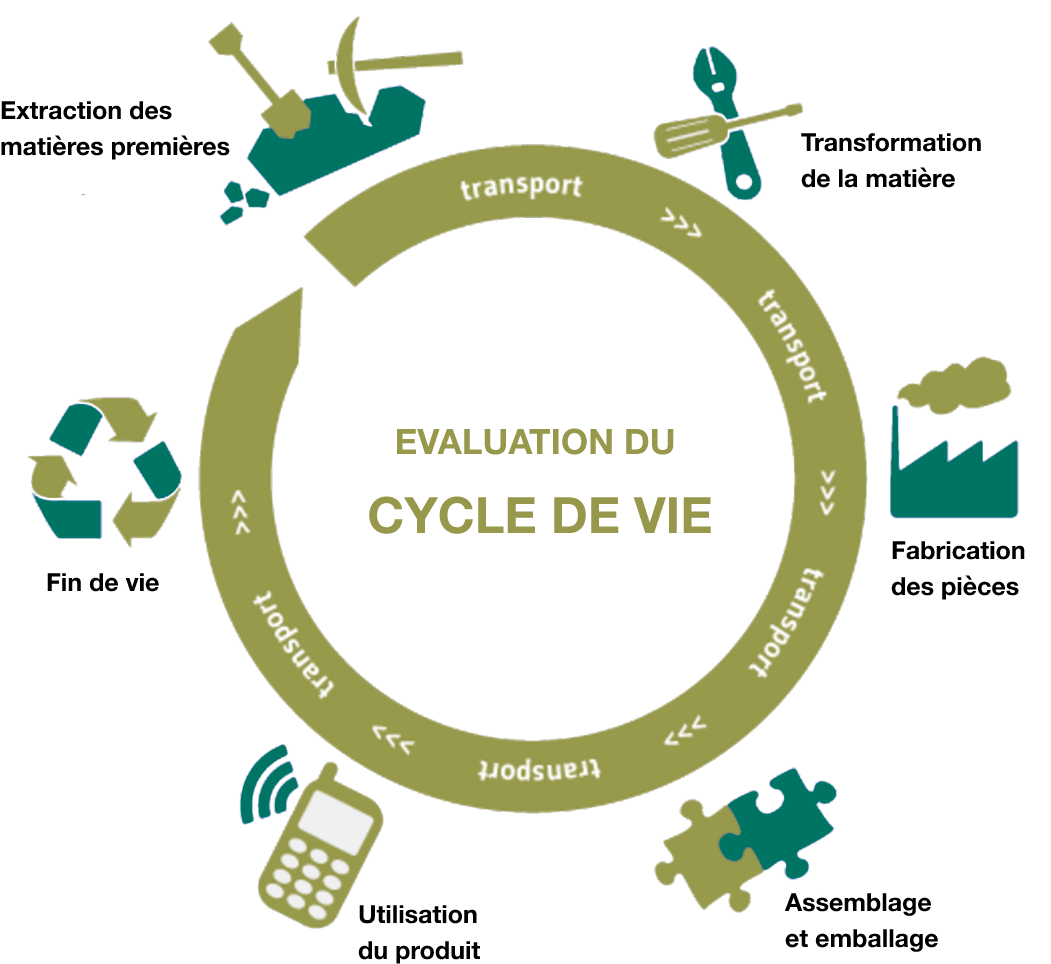 Extraction des
matières premières
transport
>>>
Transformation
de la matière
transport
>>>
Fabrication
des pièces
transport
>>>
Assemblage
et emballage
transport
>>>
Utilisation
du produit
transport
>>>
Fin de vie
EVALUATION DU
CYCLE DE VIE